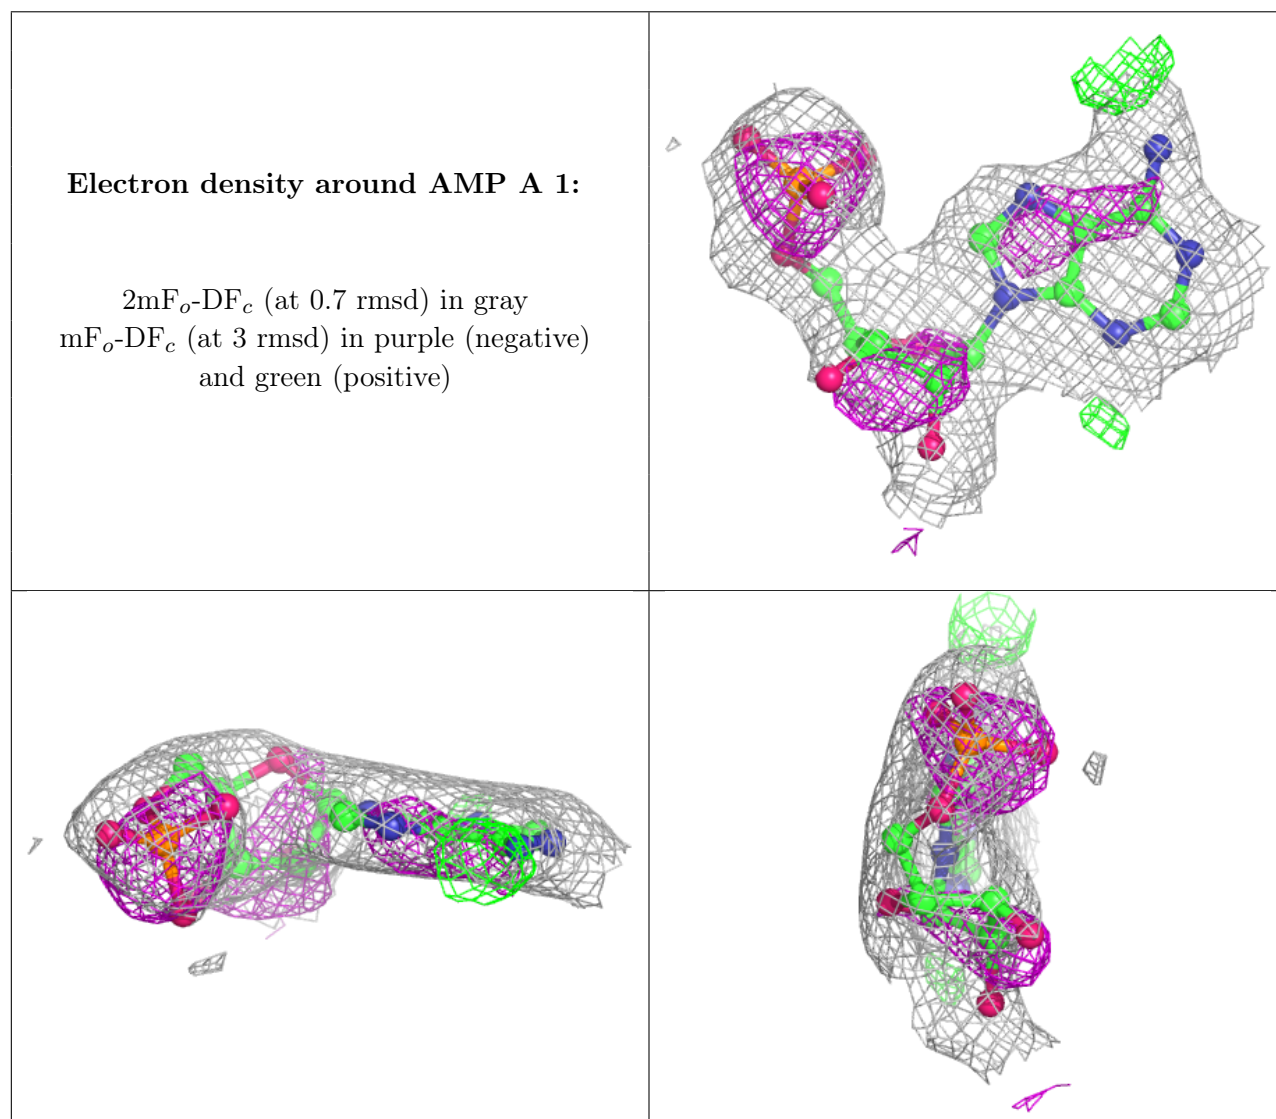 Electron density around AMP A 1:
2mFₒ-DF𝑐 (at 0.7 rmsd) in gray
mFₒ-DF𝑐 (at 3 rmsd) in purple (negative)
and green (positive)